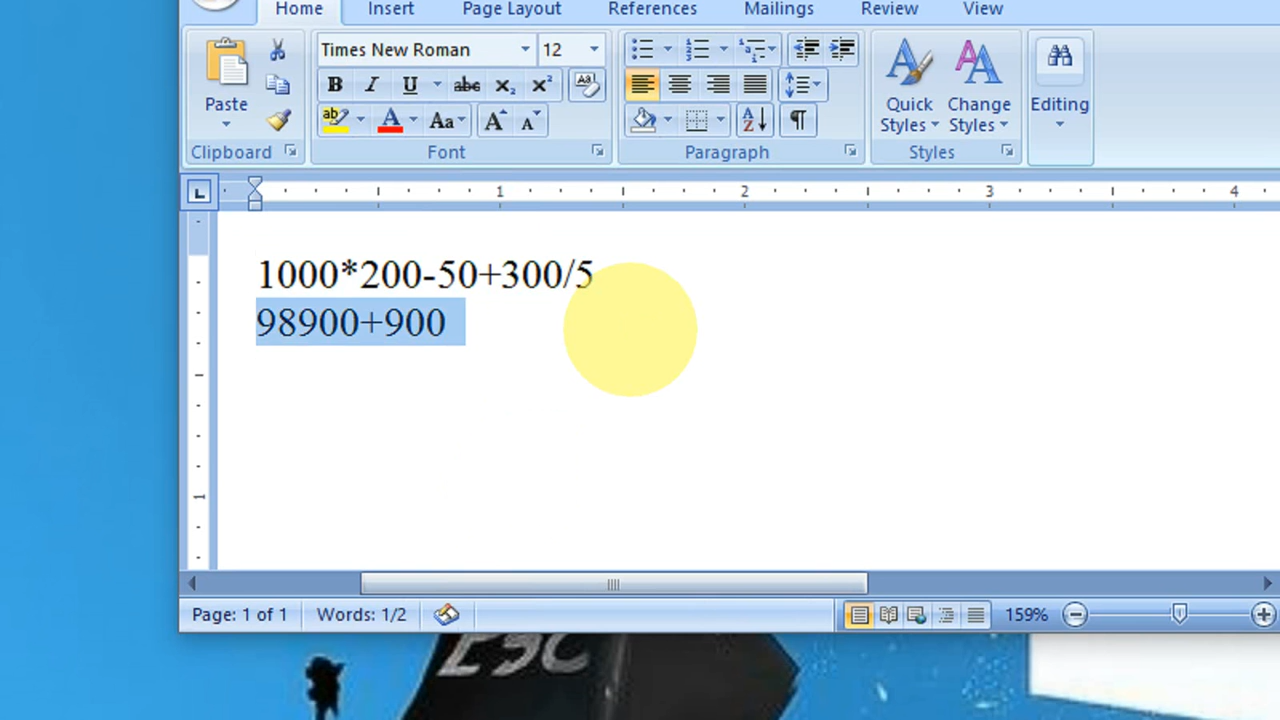 Home Insert Page Layout References Mailings Review View
Times New Roman 12
Paste
Quick Styles
Change Styles
Editing
Clipboard Font Paragraph Styles
1 2 3 4
1000*200-50+300/5
98900+900
1
Page: 1 of 1 Words: 1/2 159%
ESC